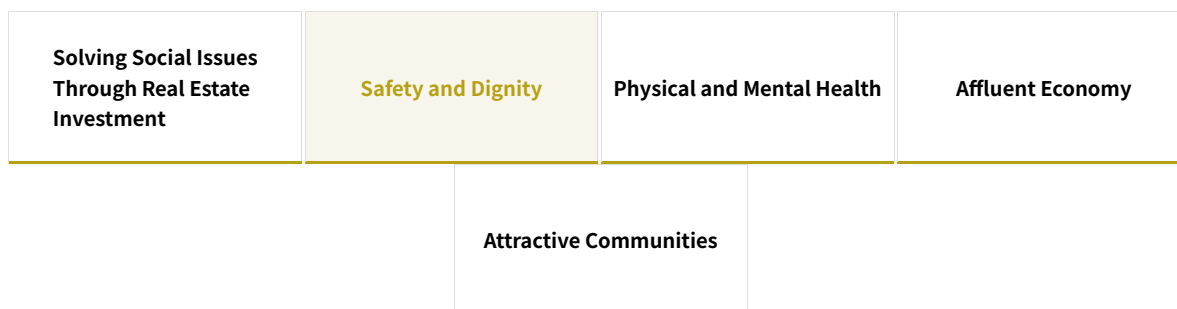 Solving Social Issues
Through Real Estate
Investment
Safety and Dignity
Physical and Mental Health
Affluent Economy
Attractive Communities